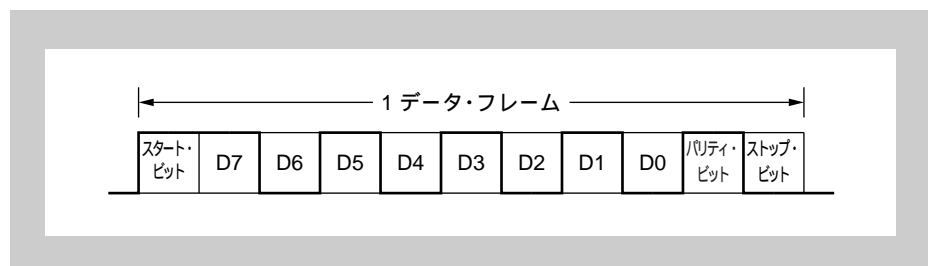 1 データ・フレーム
スタート・
ビット
D7
D6
D5
D4
D3
D2
D1
D0
パリティ・
ビット
ストップ・
ビット